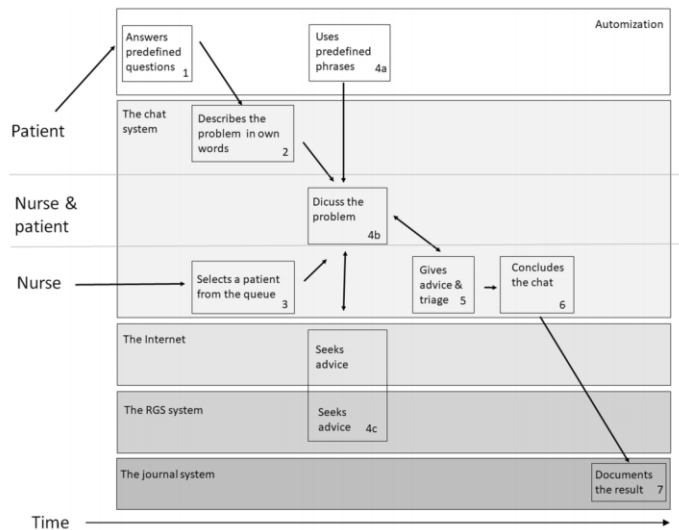 Automization
Answers
predefined
questions 1
Uses
predefined
phrases 4a
The chat
system
Describes the
problem in own
words 2
Patient
Nurse &
patient
Dicuss the
problem
4b
Nurse
Selects a patient
from the queue
3
Gives
advice &
triage 5
Concludes
the chat
6
The Internet
Seeks
advice
The RGS system
Seeks
advice 4c
The journal system
Documents
the result 7
Time